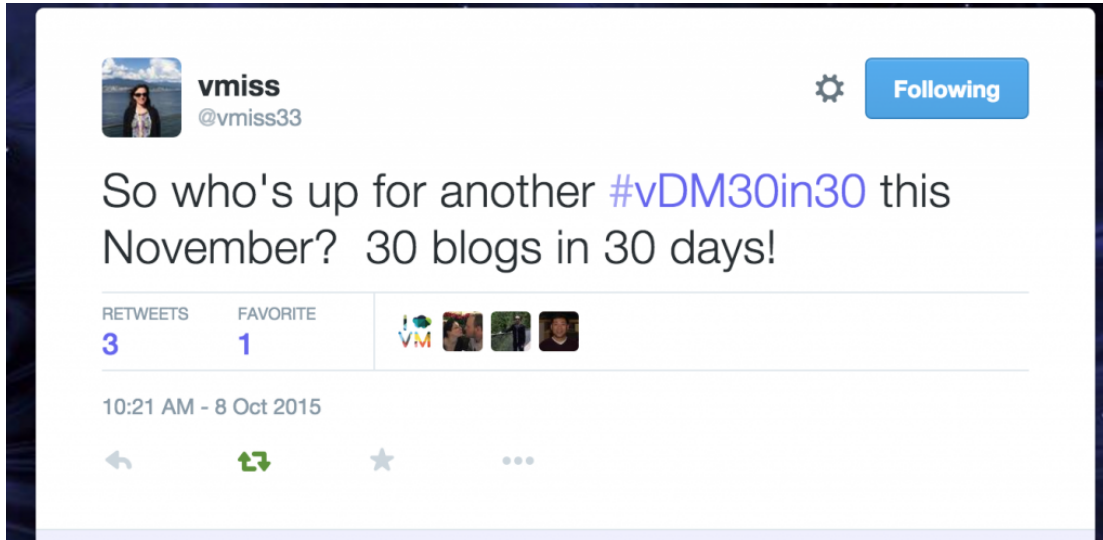 vmiss
@vmiss33
Following
So who's up for another #vDM30in30 this
November?  30 blogs in 30 days!
RETWEETS FAVORITE
3 1
I
VM
10:21 AM - 8 Oct 2015